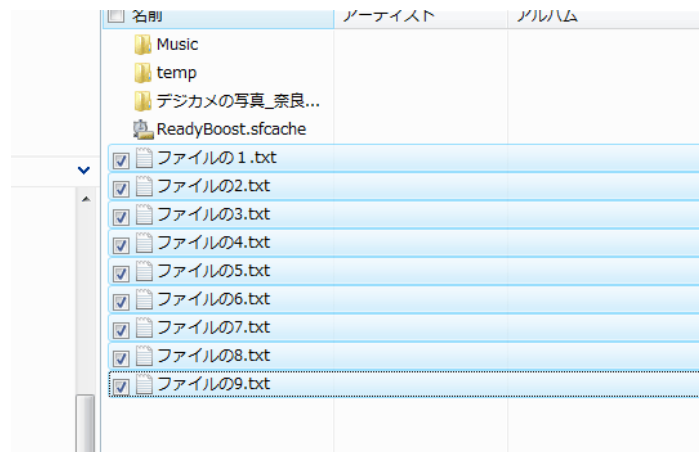 名前 アーティスト アルバム
Music
temp
デジカメの写真_奈良...
ReadyBoost.sfcache
ファイルの１.txt
ファイルの2.txt
ファイルの3.txt
ファイルの4.txt
ファイルの5.txt
ファイルの6.txt
ファイルの7.txt
ファイルの8.txt
ファイルの9.txt